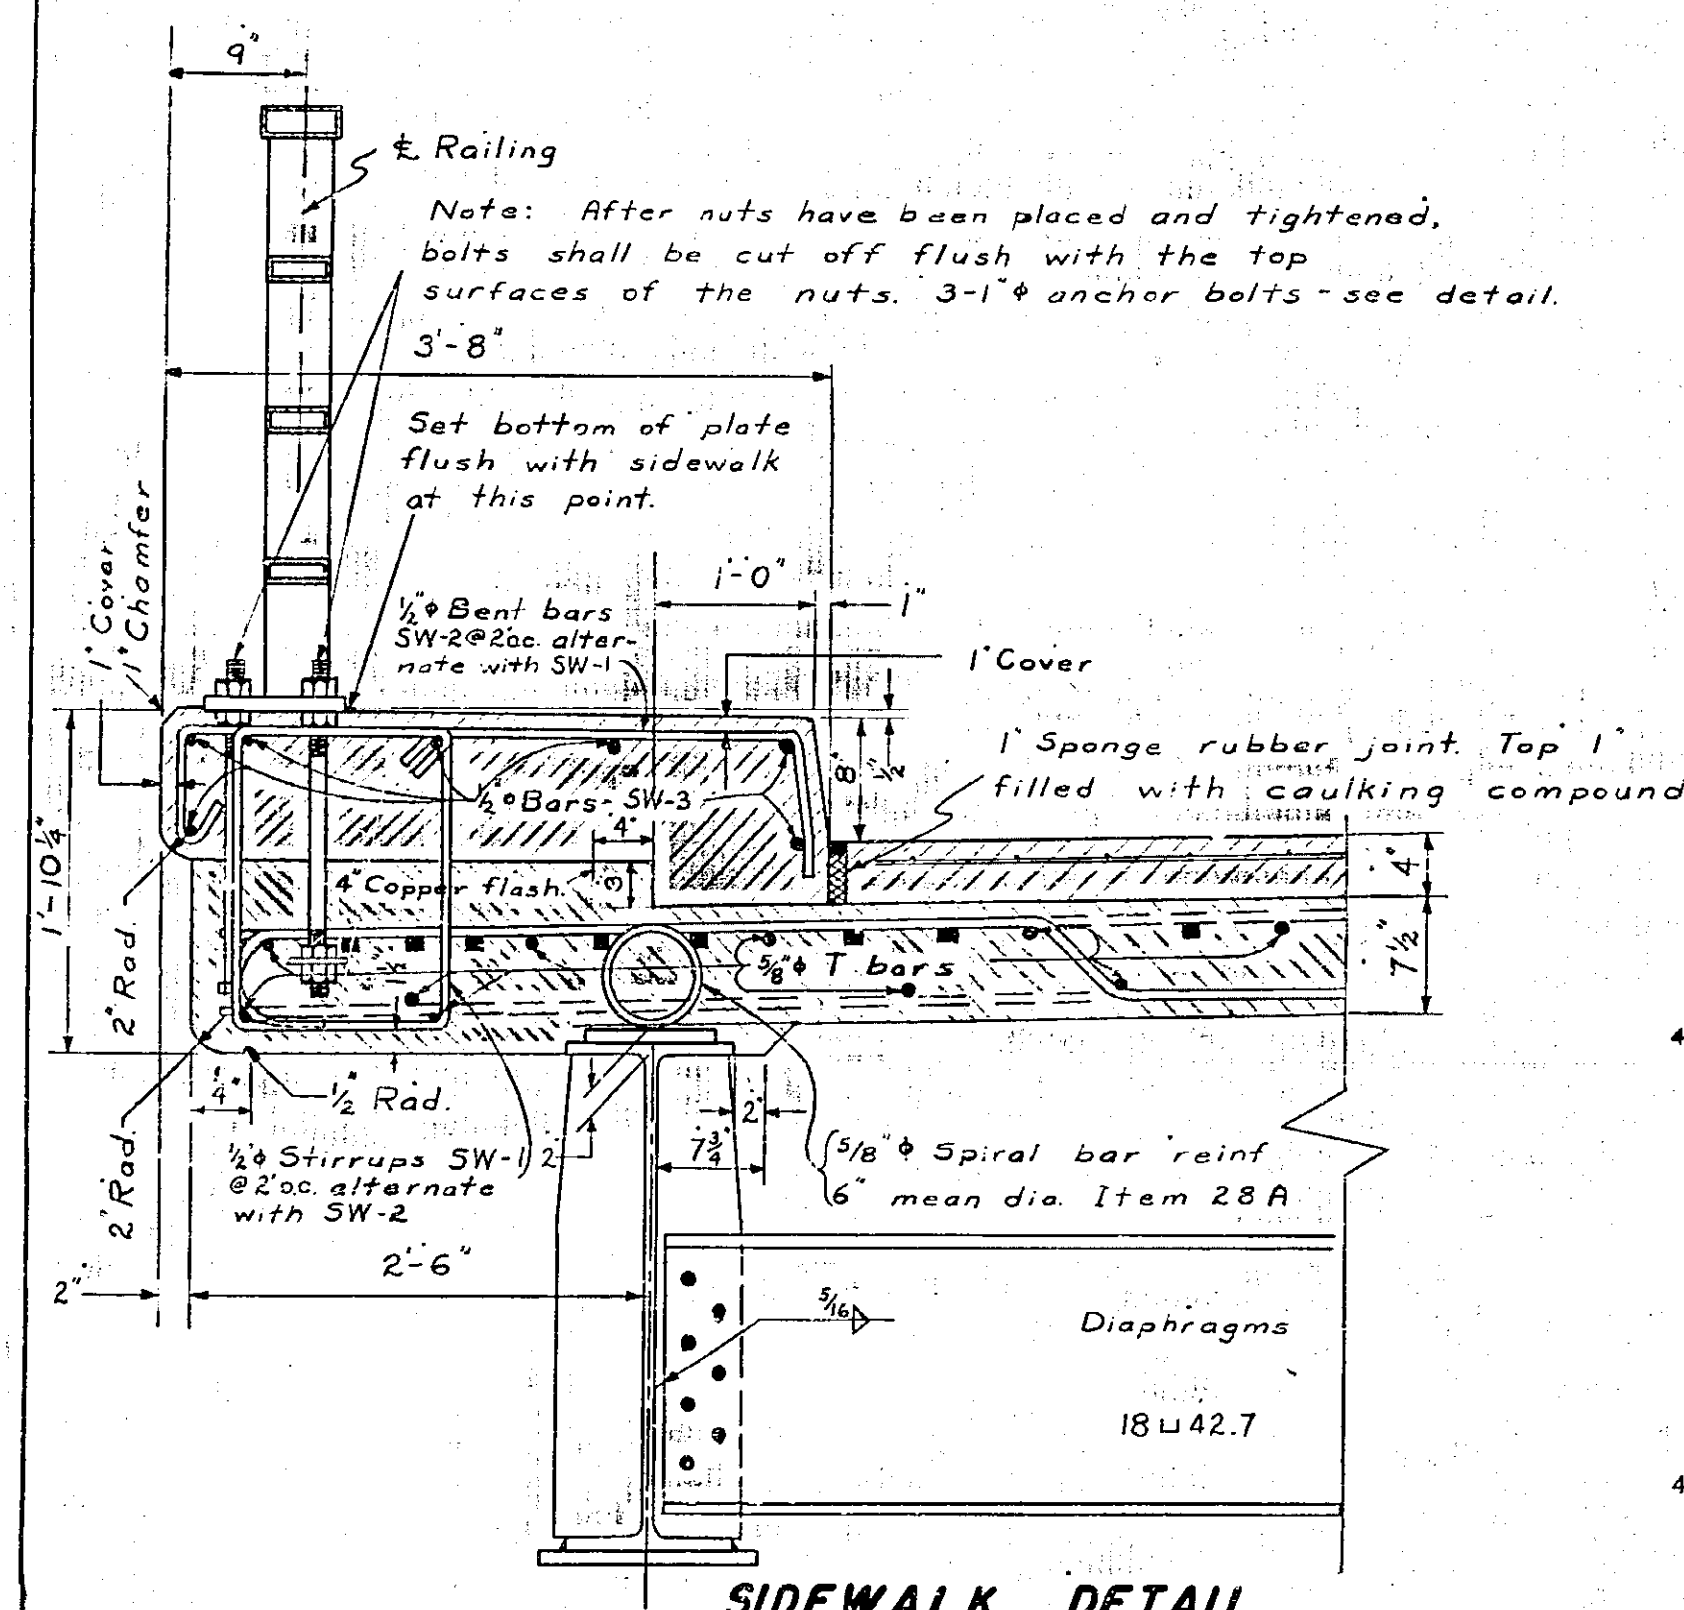 9"
℄ Railing
Note: After nuts have been placed and tightened,
bolts shall be cut off flush with the top
surfaces of the nuts. 3-1"φ anchor bolts - see detail.
3'-8"
Set bottom of plate
flush with sidewalk
at this point.
1" Cover
1" Chamfer
1'-0"
1"
½"φ Bent bars
SW-2@2'oc. alter-
nate with SW-1
1" Cover
½"
8"
1" Sponge rubber joint. Top 1"
filled with caulking compound
½"φ Bars- SW-3
4"
4" Copper flash.
3"
1'-10¼"
4"
7½"
5/8"φ T bars
2" Rad.
4"
½" Rad.
2" Rad.
½"φ Stirrups SW-1
@2'o.c. alternate
with SW-2
2"
2"
7¾"
5/8"φ Spiral bar reinf
6" mean dia. Item 28A
2'-6"
2"
5/16
Diaphragms
18⊔42.7
4
4
SIDEWALK DETAIL